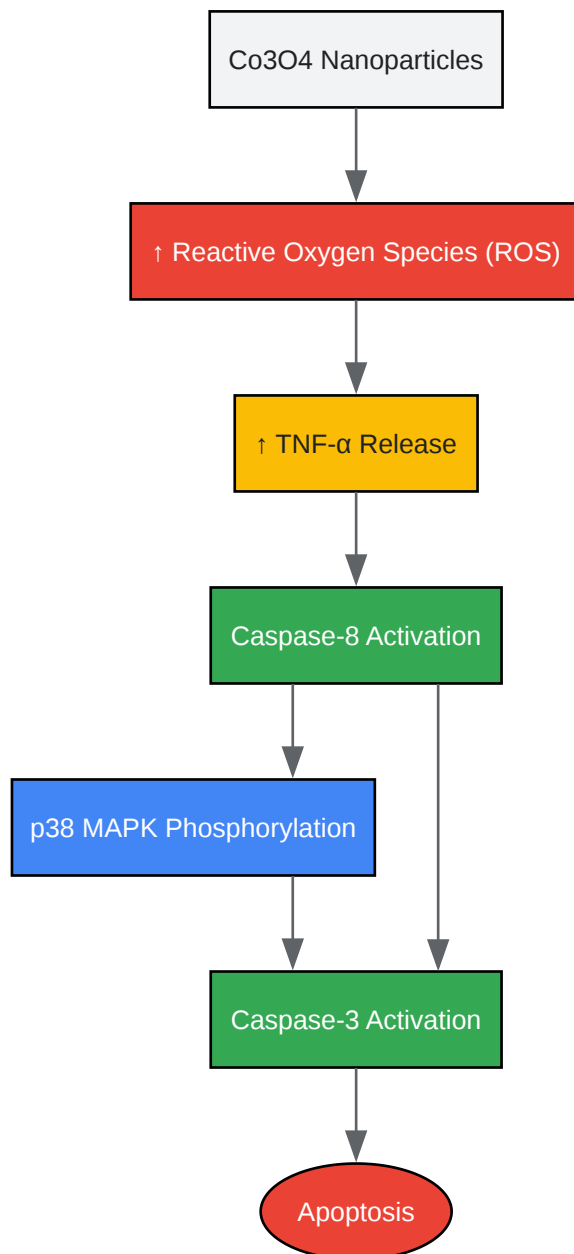 Co3O4 Nanoparticles
↑ Reactive Oxygen Species (ROS)
↑ TNF-α Release
Caspase-8 Activation
p38 MAPK Phosphorylation
Caspase-3 Activation
Apoptosis